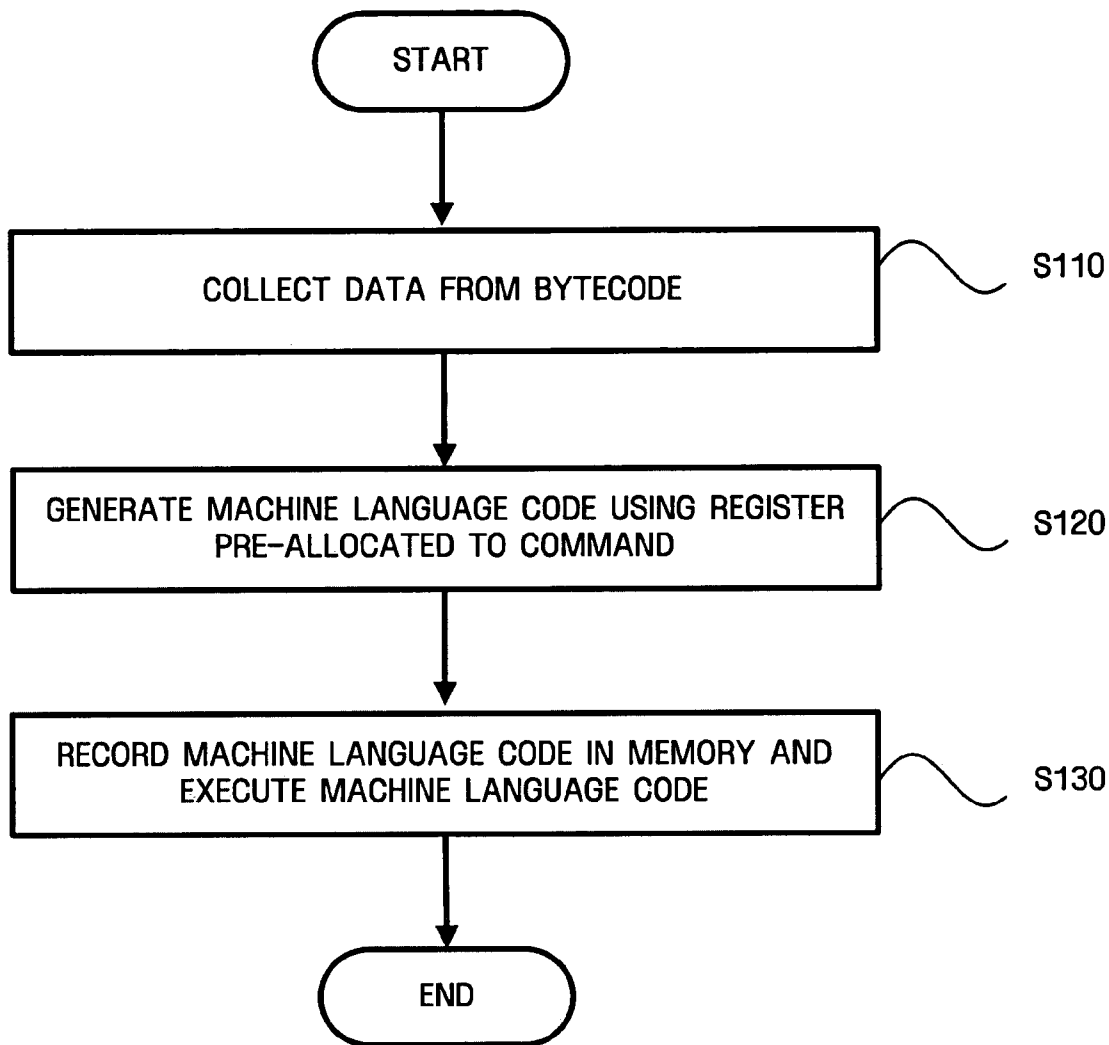 START
COLLECT DATA FROM BYTECODE
S110
GENERATE MACHINE LANGUAGE CODE USING REGISTER
PRE-ALLOCATED TO COMMAND
S120
RECORD MACHINE LANGUAGE CODE IN MEMORY AND
EXECUTE MACHINE LANGUAGE CODE
S130
END